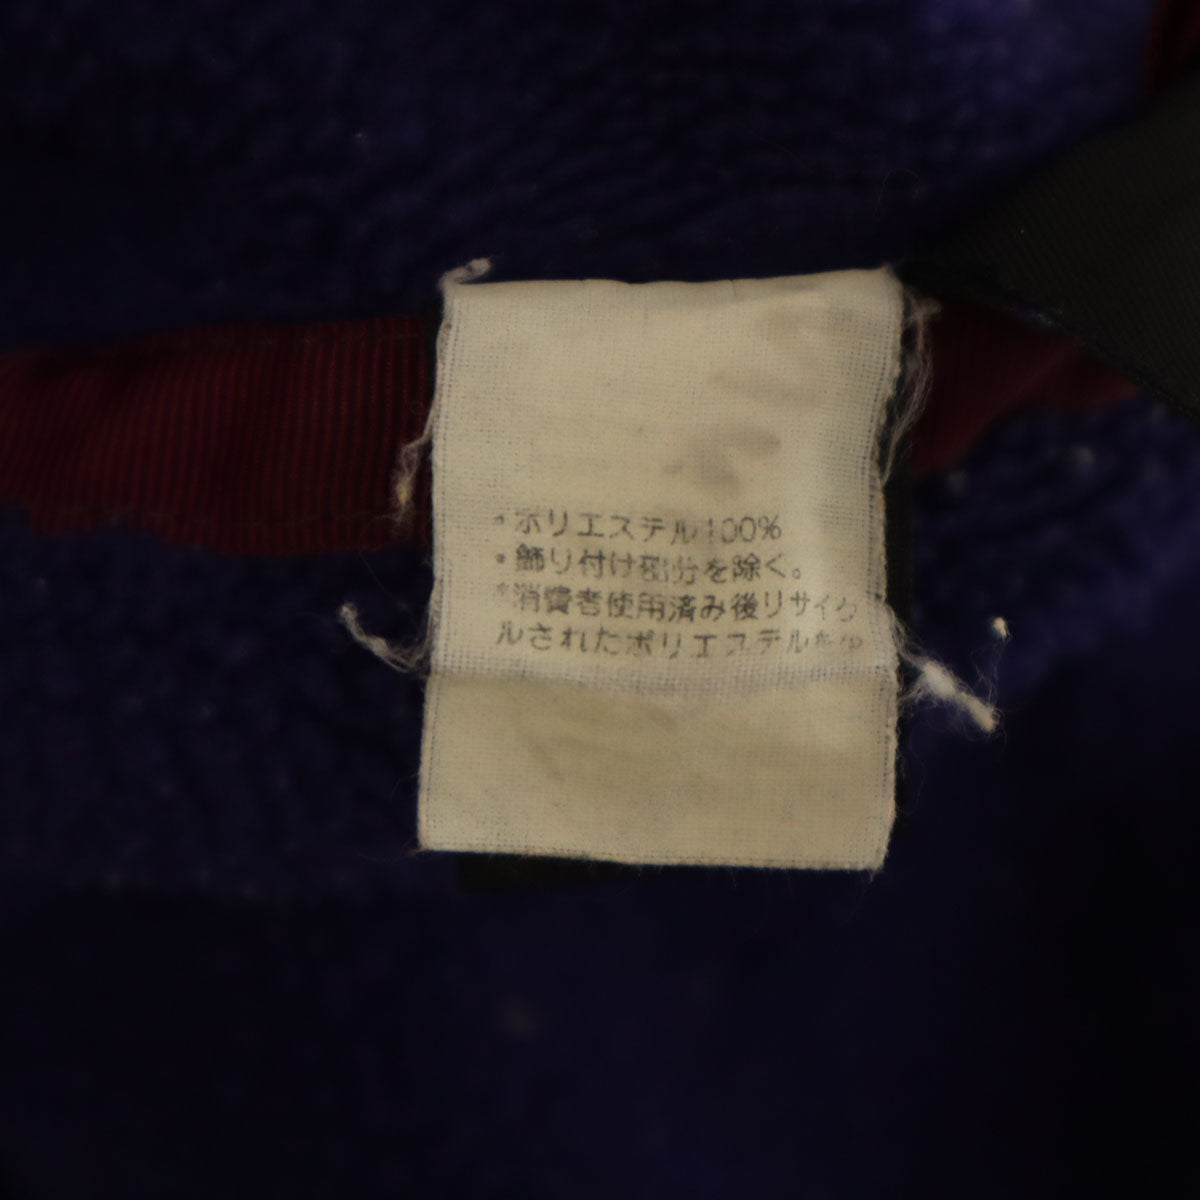 ・ポリエステル100%
・飾り付け部分を除く。
*消費者使用済み後リサイク
ルされたポリエステル